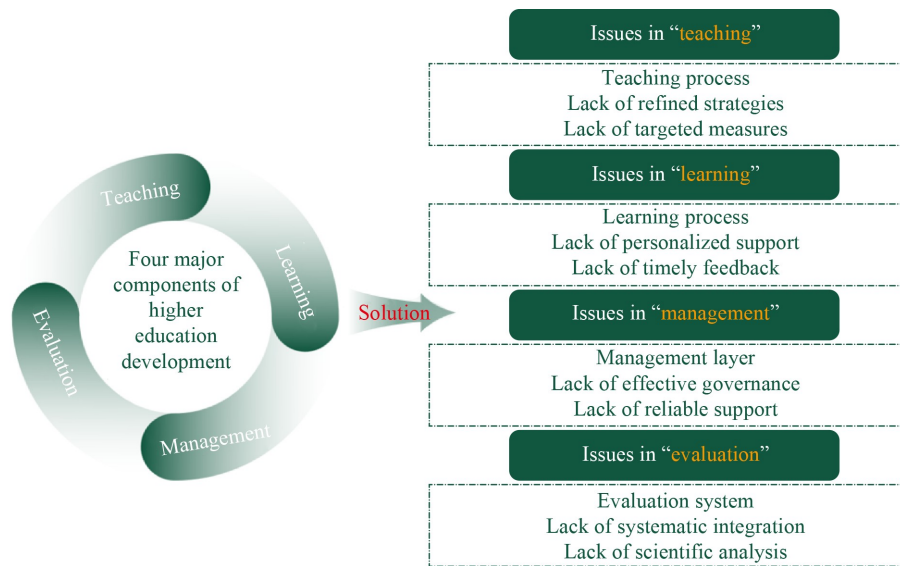 Teaching
Learning
Management
Evaluation
Four major
components of
higher
education
development
Solution
Issues in “teaching”
Teaching process
Lack of refined strategies
Lack of targeted measures
Issues in “learning”
Learning process
Lack of personalized support
Lack of timely feedback
Issues in “management”
Management layer
Lack of effective governance
Lack of reliable support
Issues in “evaluation”
Evaluation system
Lack of systematic integration
Lack of scientific analysis